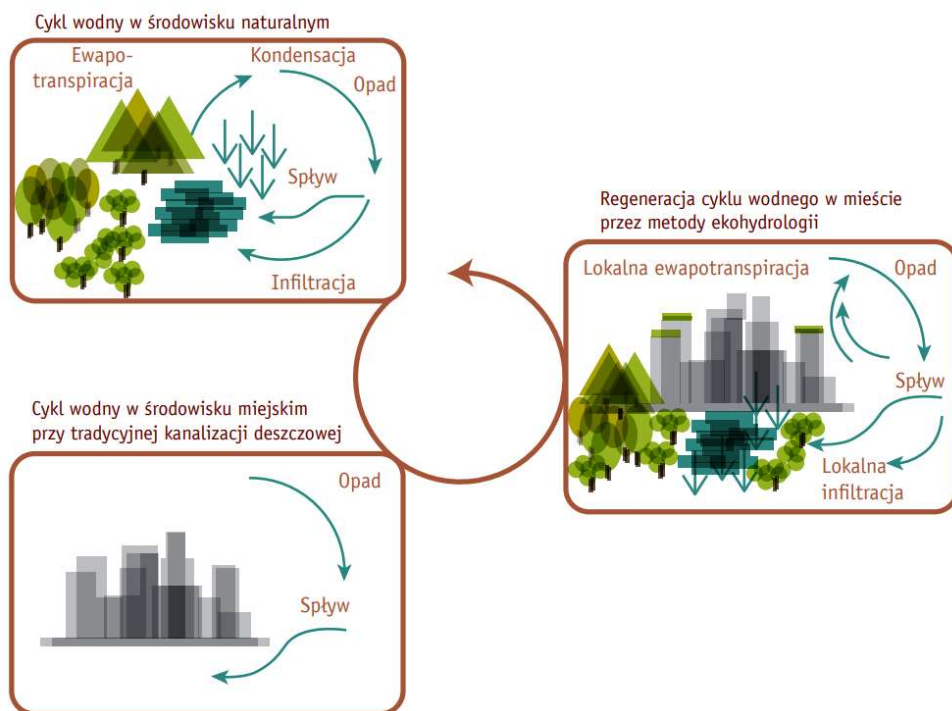 Cykl wodny w środowisku naturalnym
Ewapo-
transpiracja
Kondensacja
Opad
Spływ
Infiltracja
Regeneracja cyklu wodnego w mieście
przez metody ekohydrologii
Lokalna ewapotranspiracja
Opad
Spływ
Lokalna
infiltracja
Cykl wodny w środowisku miejskim
przy tradycyjnej kanalizacji deszczowej
Opad
Spływ